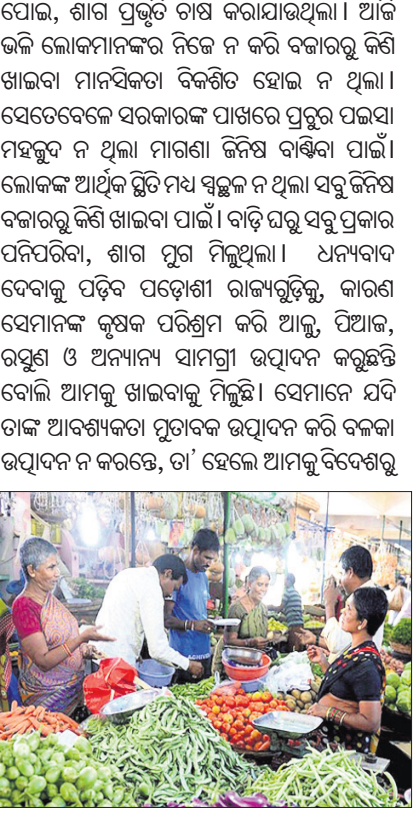 ପୋଇ, ଶାଗ ପ୍ରଭୃତି ଚାଷ କରାଯାଉଥିଲା। ଆଜି
ଭଳି ଲୋକମାନଙ୍କର ନିଜେ ନ କରି ବଜାରରୁ କିଣି
ଖାଇବା ମାନସିକତା ବିକଶିତ ହୋଇ ନ ଥିଲା।
ସେତେବେଳେ ସରକାରଙ୍କ ପାଖରେ ପ୍ରଚୁର ପଇସା
ମହଜୁଦ ନ ଥିଲା ମାଗଣା ଜିନିଷ ବାଣ୍ଟିବା ପାଇଁ।
ଲୋକଙ୍କ ଆର୍ଥିକ ସ୍ଥିତି ମଧ୍ୟ ସ୍ୱଚ୍ଛଳ ନ ଥିଲା ସବୁ ଜିନିଷ
ବଜାରରୁ କିଣି ଖାଇବା ପାଇଁ। ବାଡ଼ି ଘରୁ ସବୁ ପ୍ରକାର
ପନିପରିବା, ଶାଗ ମୁଗ ମିଳୁଥିଲା। ଧନ୍ୟବାଦ
ଦେବାକୁ ପଡ଼ିବ ପଡ଼ୋଶୀ ରାଜ୍ୟଗୁଡ଼ିକୁ, କାରଣ
ସେମାନଙ୍କ କୃଷକ ପରିଶ୍ରମ କରି ଆଳୁ, ପିଆଜ,
ରସୁଣ ଓ ଅନ୍ୟାନ୍ୟ ସାମଗ୍ରୀ ଉତ୍ପାଦନ କରୁଛନ୍ତି
ବୋଲି ଆମକୁ ଖାଇବାକୁ ମିଳୁଛି। ସେମାନେ ଯଦି
ତାଙ୍କ ଆବଶ୍ୟକତା ମୁତାବକ ଉତ୍ପାଦନ କରି ବଳକା
ଉତ୍ପାଦନ ନ କରନ୍ତେ, ତା' ହେଲେ ଆମକୁ ବିଦେଶରୁ